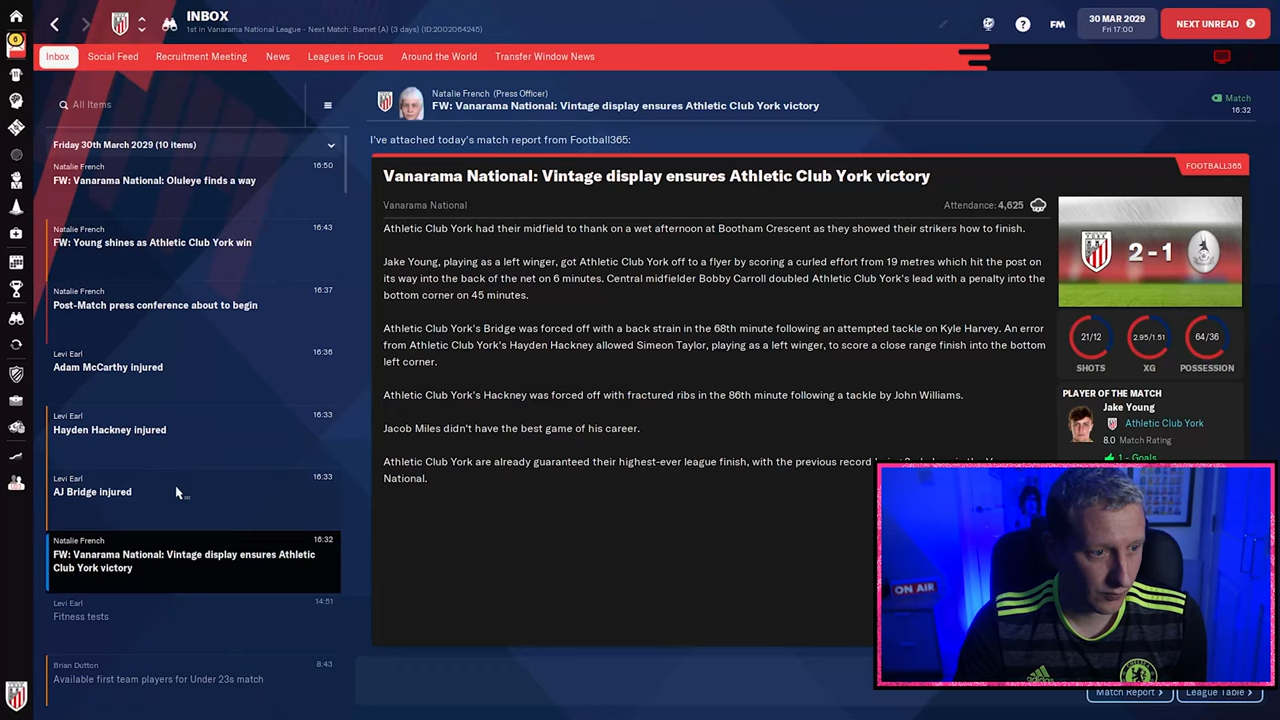 INBOX
1st in Vanarama National League - Next Match: Barnet (A) (3 days) (ID:2002064245)
FM
30 MAR 2029
Fri 17:00
NEXT UNREAD
6
Inbox
Social Feed
Recruitment Meeting
News
Leagues in Focus
Around the World
Transfer Window News
All Items
Friday 30th March 2029 (10 items)
Natalie French
16:50
FW: Vanarama National: Oluleye finds a way
Natalie French
16:43
FW: Young shines as Athletic Club York win
Natalie French
16:37
Post-Match press conference about to begin
Levi Earl
16:36
Adam McCarthy injured
Levi Earl
16:33
Hayden Hackney injured
Levi Earl
16:33
AJ Bridge injured
Natalie French
16:32
FW: Vanarama National: Vintage display ensures Athletic
Club York victory
Levi Earl
14:51
Fitness tests
Brian Dutton
8:43
Available first team players for Under 23s match
Natalie French (Press Officer)
FW: Vanarama National: Vintage display ensures Athletic Club York victory
Match
16:32
I've attached today's match report from Football365:
FOOTBALL365
Vanarama National: Vintage display ensures Athletic Club York victory
Vanarama National
Attendance: 4,625
Athletic Club York had their midfield to thank on a wet afternoon at Bootham Crescent as they showed their strikers how to finish.
Jake Young, playing as a left winger, got Athletic Club York off to a flyer by scoring a curled effort from 19 metres which hit the post on
its way into the back of the net on 6 minutes. Central midfielder Bobby Carroll doubled Athletic Club York's lead with a penalty into the
bottom corner on 45 minutes.
Athletic Club York's Bridge was forced off with a back strain in the 68th minute following an attempted tackle on Kyle Harvey. An error
from Athletic Club York's Hayden Hackney allowed Simeon Taylor, playing as a left winger, to score a close range finish into the bottom
left corner.
Athletic Club York's Hackney was forced off with fractured ribs in the 86th minute following a tackle by John Williams.
Jacob Miles didn't have the best game of his career.
Athletic Club York are already guaranteed their highest-ever league finish, with the previous record
National.
2 - 1
21/12
SHOTS
2.95/1.51
XG
64/36
POSSESSION
PLAYER OF THE MATCH
Jake Young
Athletic Club York
8.0 Match Rating
1 - Goals
ON AIR
Match Report >
League Table >